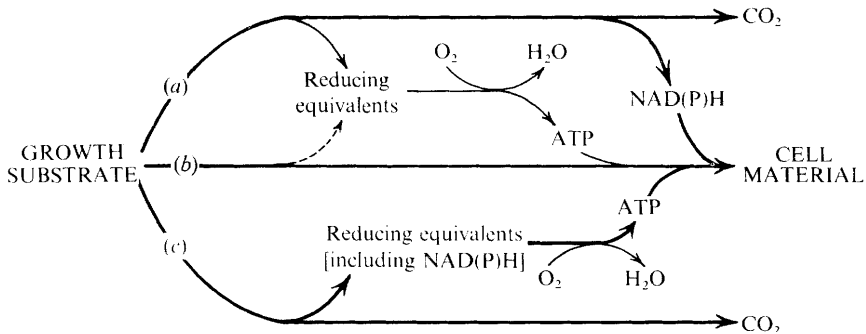 CO₂
(a)
O₂
H₂O
Reducing
equivalents
NAD(P)H
ATP
GROWTH
SUBSTRATE
(b)
CELL
MATERIAL
ATP
(c)
Reducing equivalents
[including NAD(P)H]
O₂
H₂O
CO₂